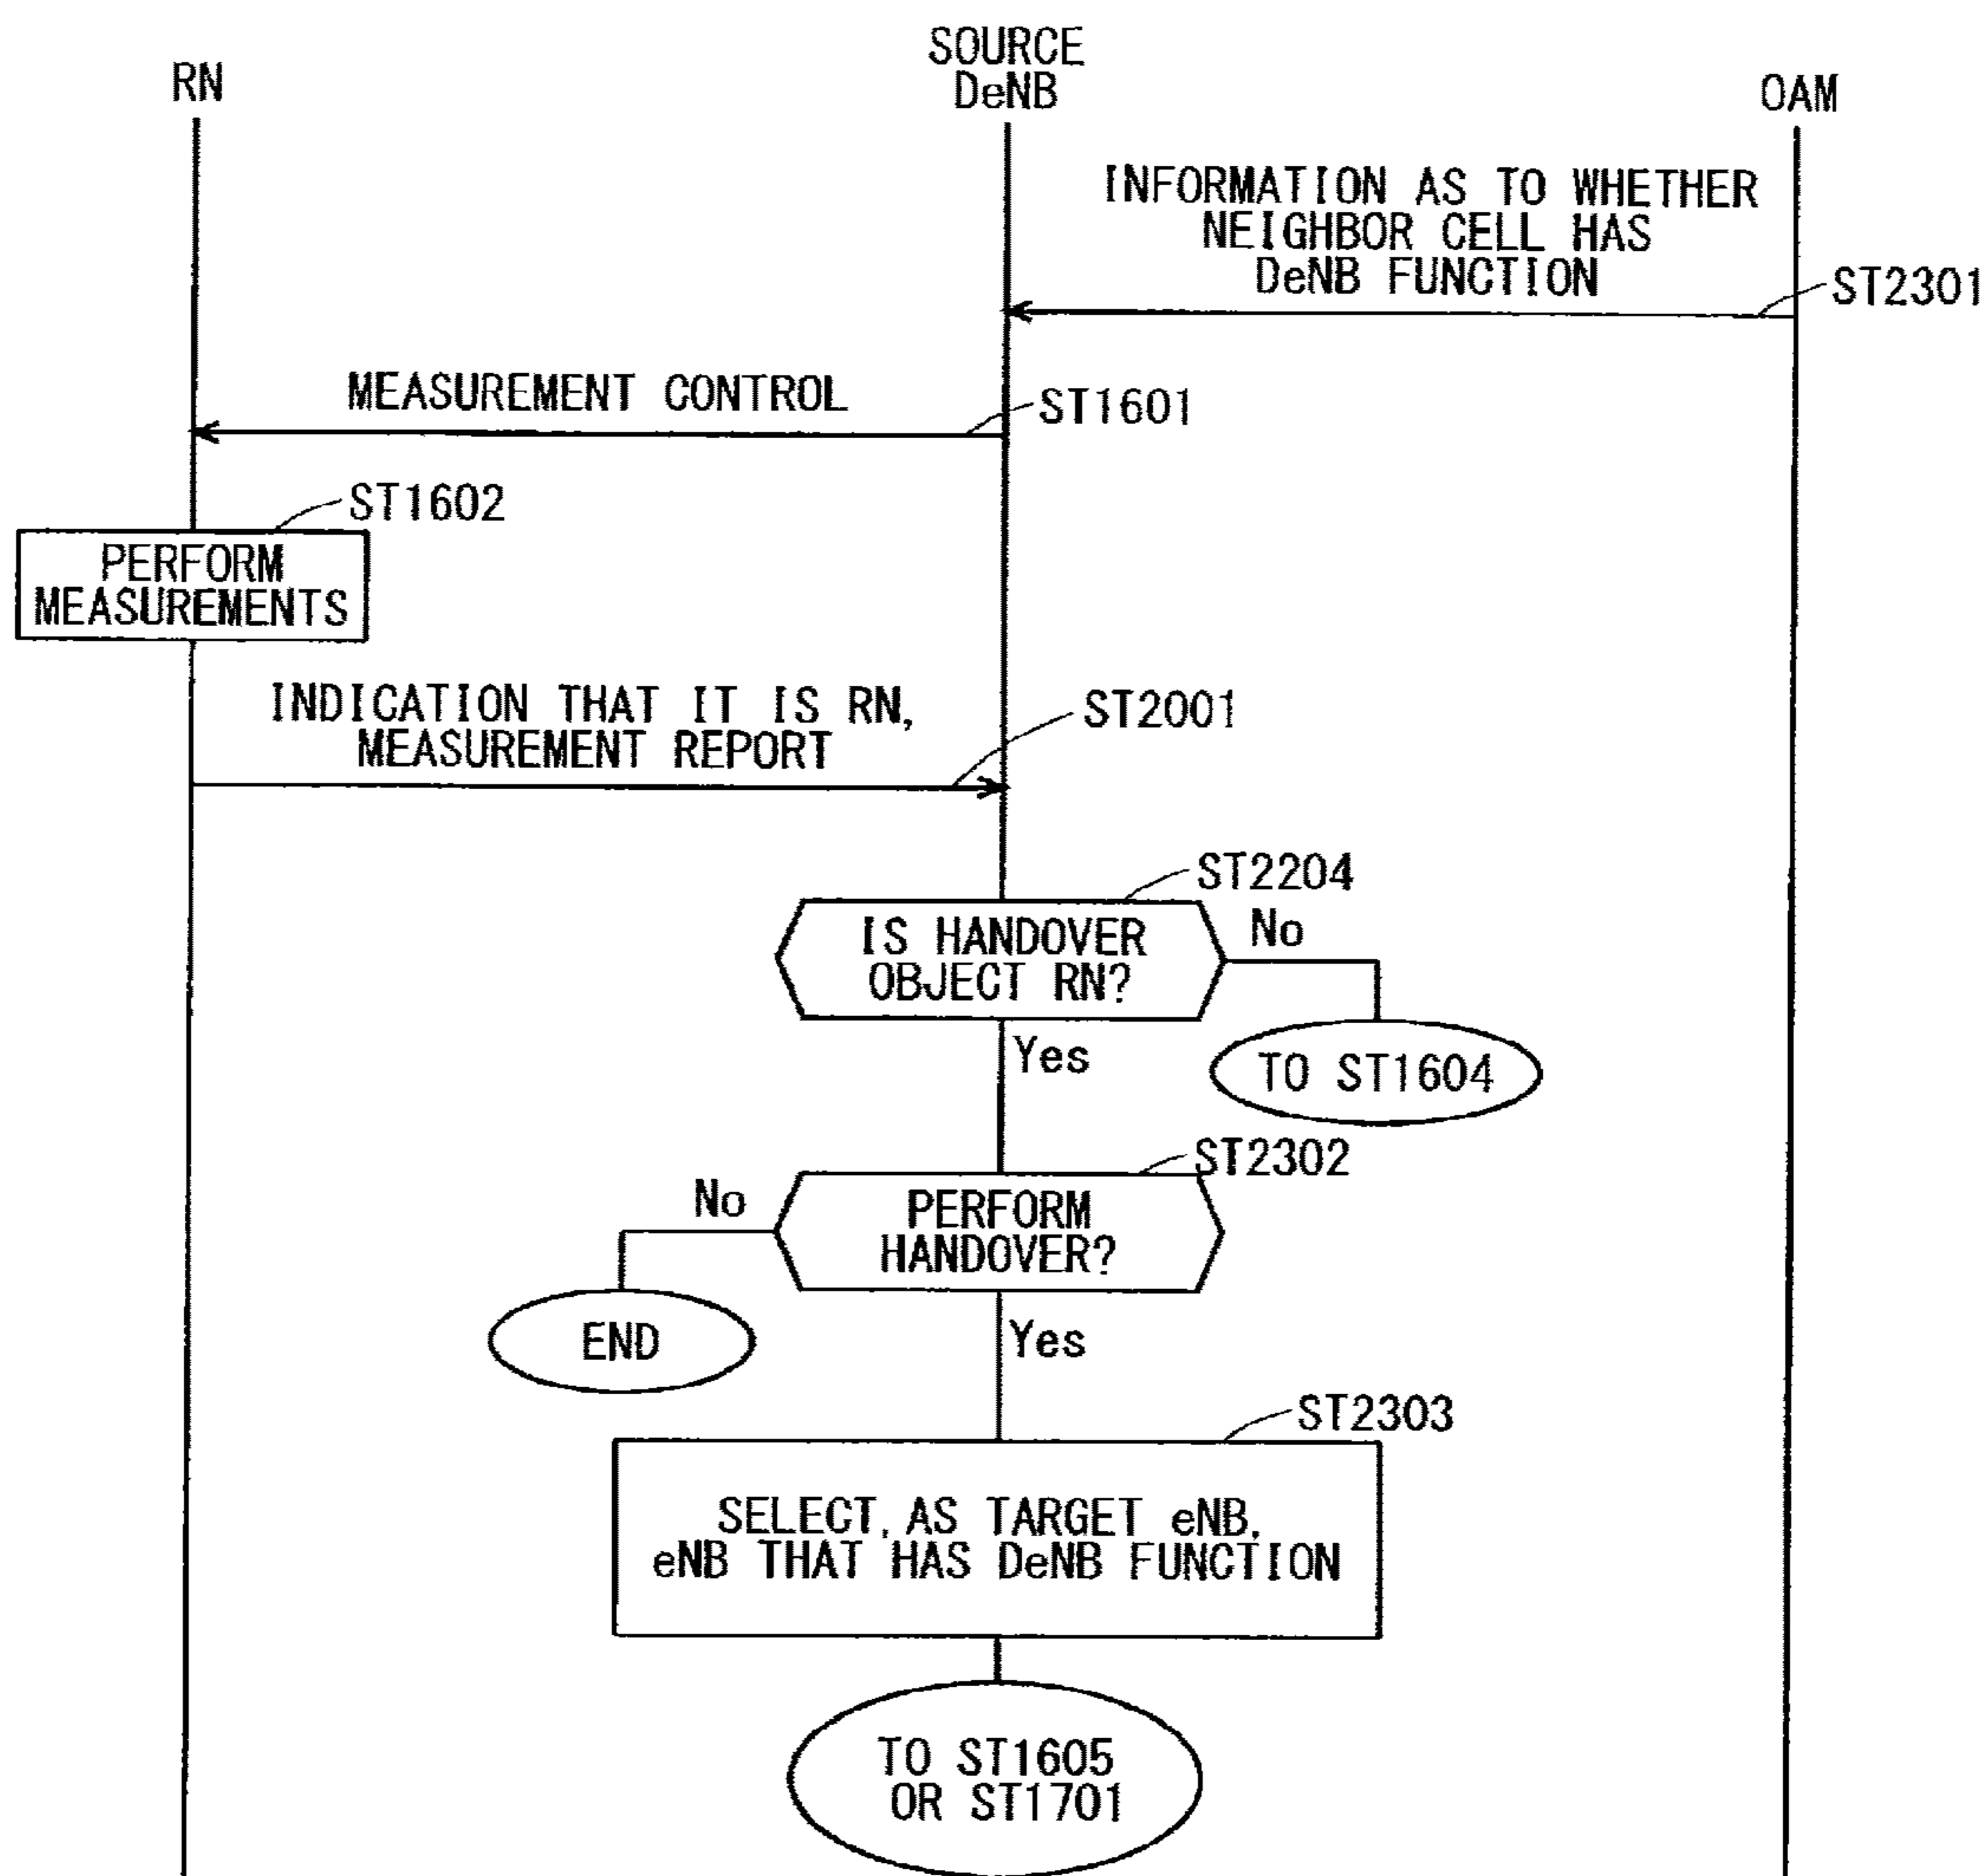 RN
SOURCE
DeNB
OAM
INFORMATION AS TO WHETHER
NEIGHBOR CELL HAS
DeNB FUNCTION
ST2301
MEASUREMENT CONTROL
ST1601
ST1602
PERFORM
MEASUREMENTS
INDICATION THAT IT IS RN,
MEASUREMENT REPORT
ST2001
ST2204
IS HANDOVER
OBJECT RN?
No
Yes
TO ST1604
ST2302
No
PERFORM
HANDOVER?
END
Yes
ST2303
SELECT, AS TARGET eNB,
eNB THAT HAS DeNB FUNCTION
TO ST1605
OR ST1701